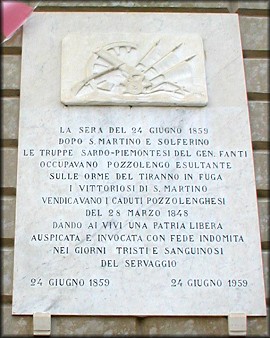 LA SERA DEL 24 GIUGNO 1859
DOPO S. MARTINO E SOLFERINO
LE TRUPPE SARDO-PIEMONTESI DEL GEN. FANTI
OCCUPAVANO POZZOLENGO ESULTANTE
SULLE ORME DEL TIRANNO IN FUGA
I VITTORIOSI DI S. MARTINO
VENDICAVANO I CADUTI POZZOLENGHESI
DEL 28 MARZO 1848
DANDO AI VIVI UNA PATRIA LIBERA
AUSPICATA E INVOCATA CON FEDE INDOMITA
NEI GIORNI TRISTI E SANGUINOSI
DEL SERVAGGIO
24 GIUGNO 1859 24 GIUGNO 1959